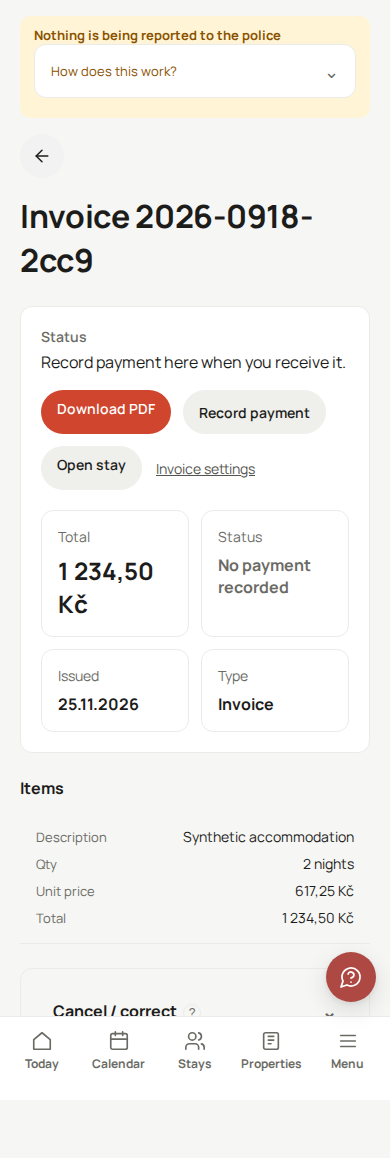 Nothing is being reported to the police
How does this work?
Invoice 2026-0918-
2cc9
Status
Record payment here when you receive it.
Download PDF
Record payment
Open stay
Invoice settings
Total
1 234,50
Kč
Status
No payment
recorded
Issued
25.11.2026
Type
Invoice
Items
Description Synthetic accommodation
Qty 2 nights
Unit price 617,25 Kč
Total 1 234,50 Kč
Cancel / correct ?
Today Calendar Stays Properties Menu